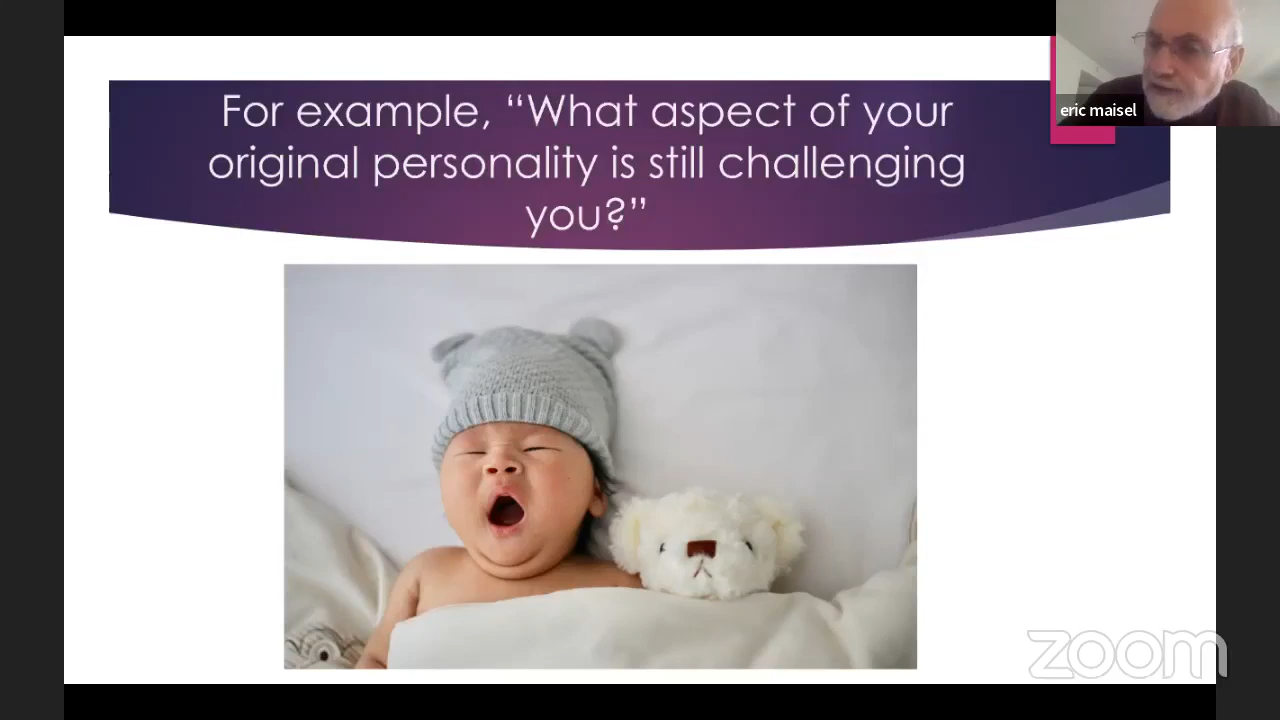 For example, “What aspect of your
original personality is still challenging
you?”
eric maisel
zoom